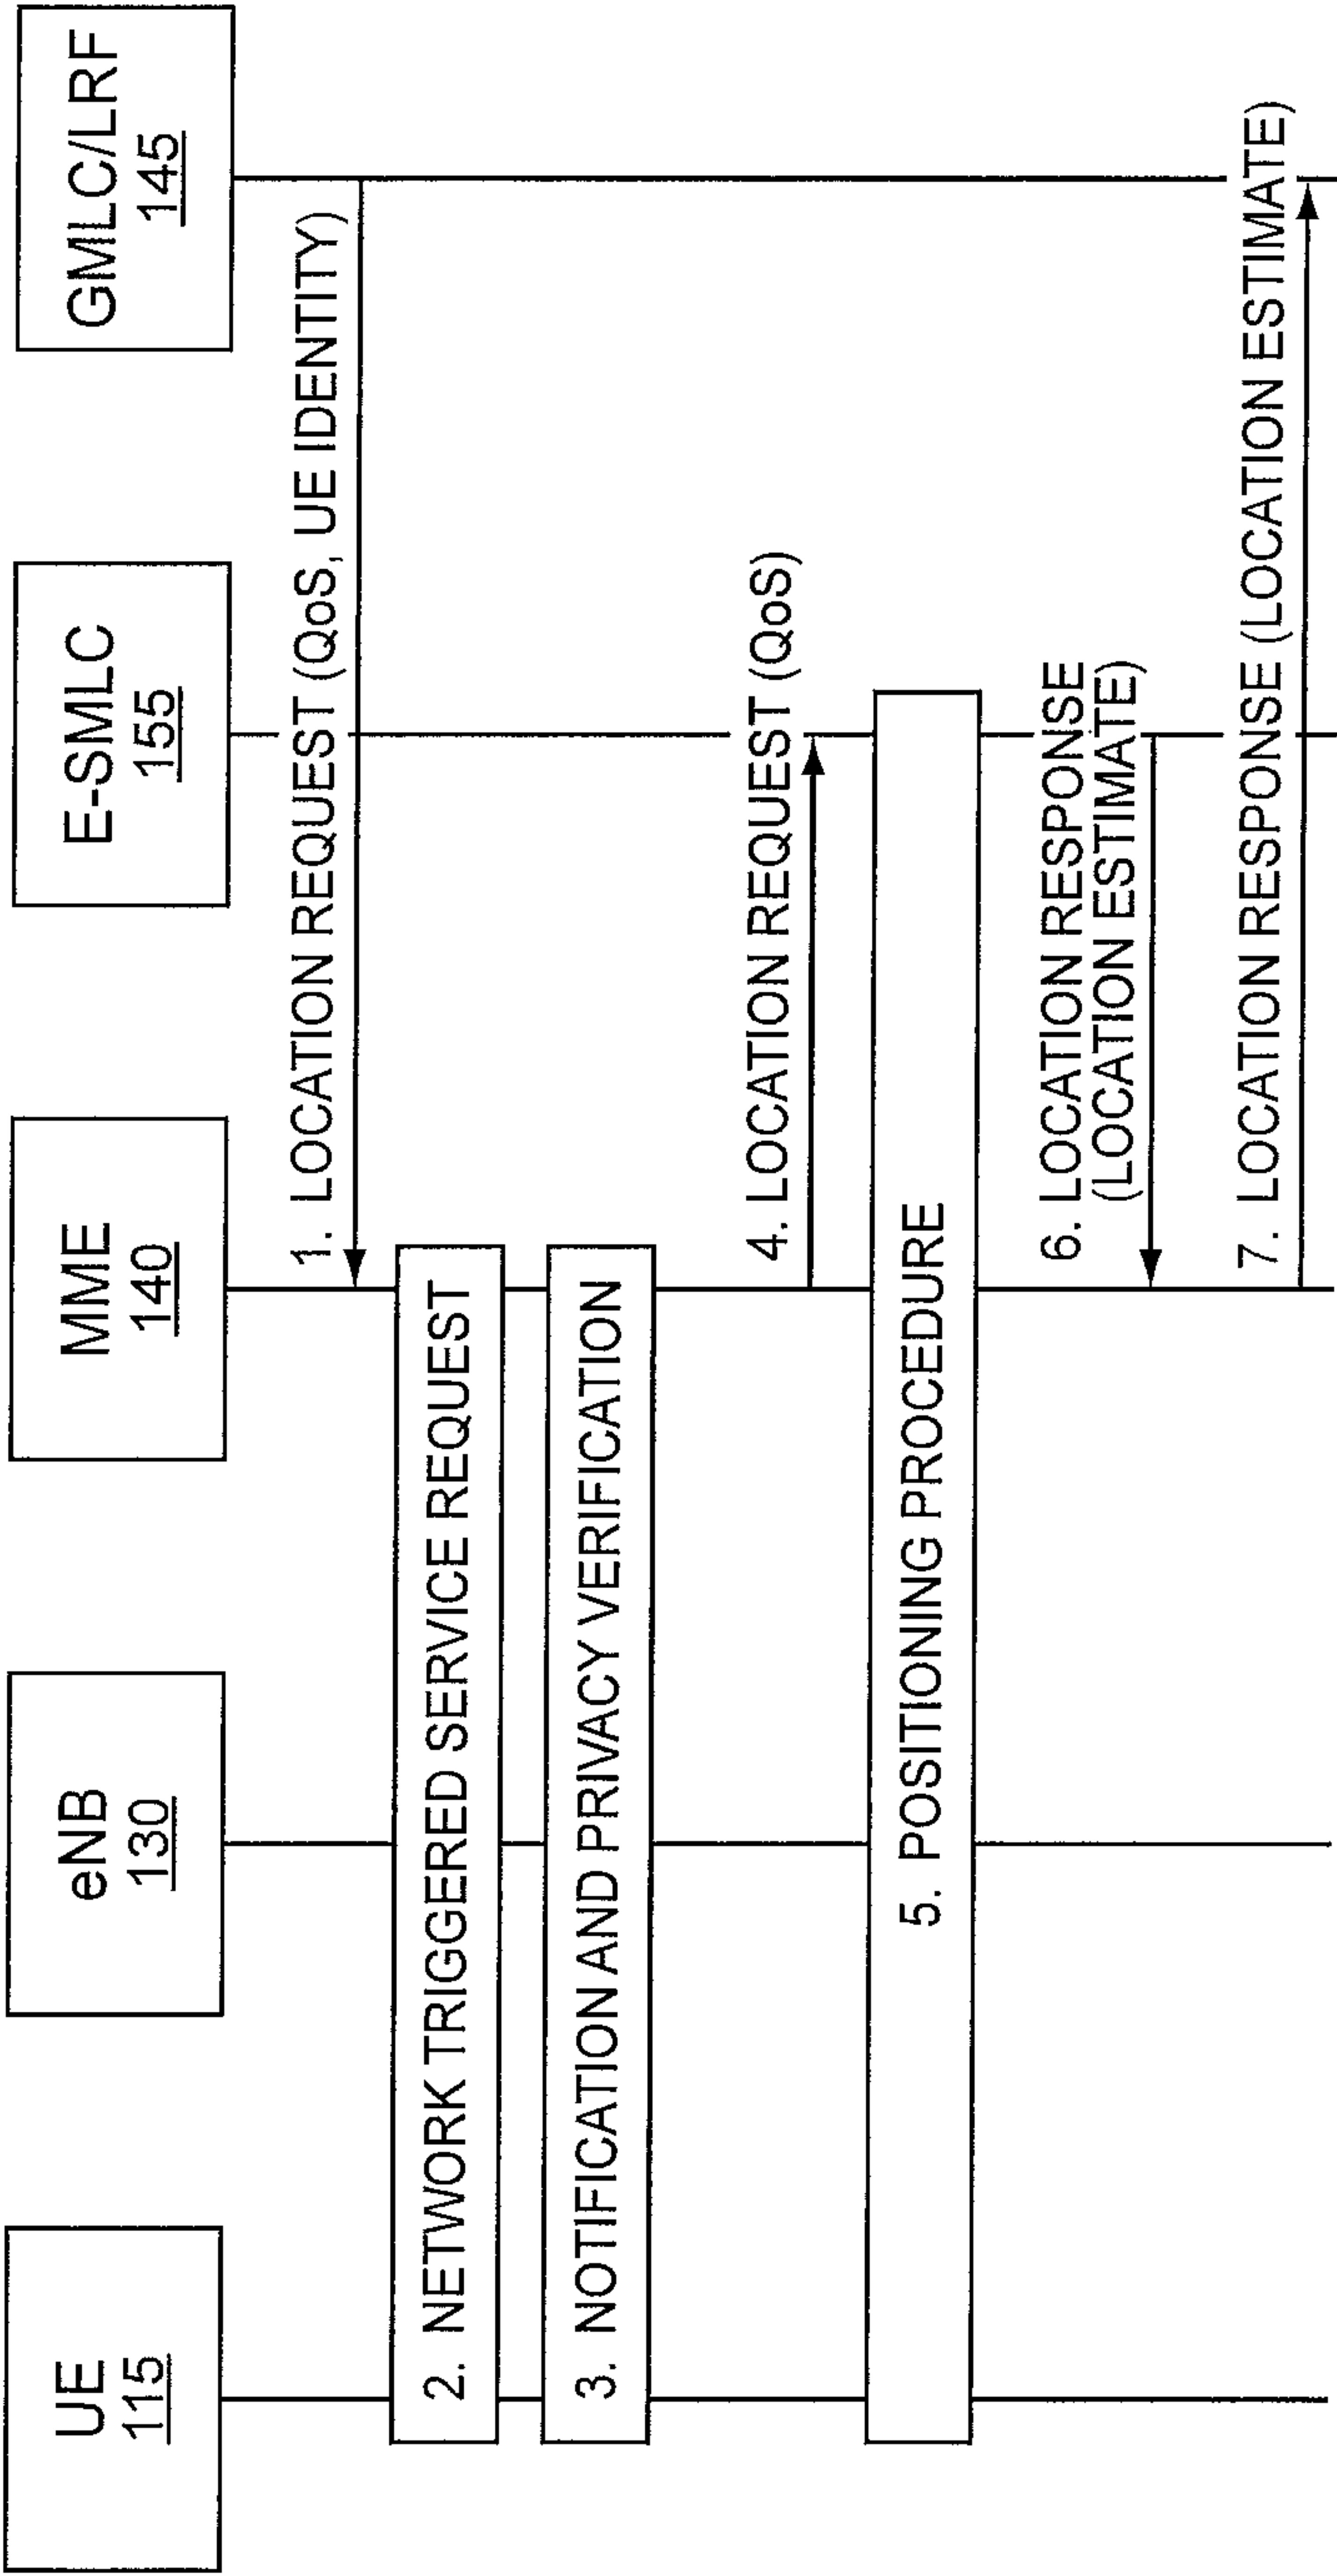 UE
115
eNB
130
MME
140
E-SMLC
155
GMLC/LRF
145
1. LOCATION REQUEST (QoS, UE IDENTITY)
2. NETWORK TRIGGERED SERVICE REQUEST
3. NOTIFICATION AND PRIVACY VERIFICATION
4. LOCATION REQUEST (QoS)
5. POSITIONING PROCEDURE
6. LOCATION RESPONSE
(LOCATION ESTIMATE)
7. LOCATION RESPONSE (LOCATION ESTIMATE)